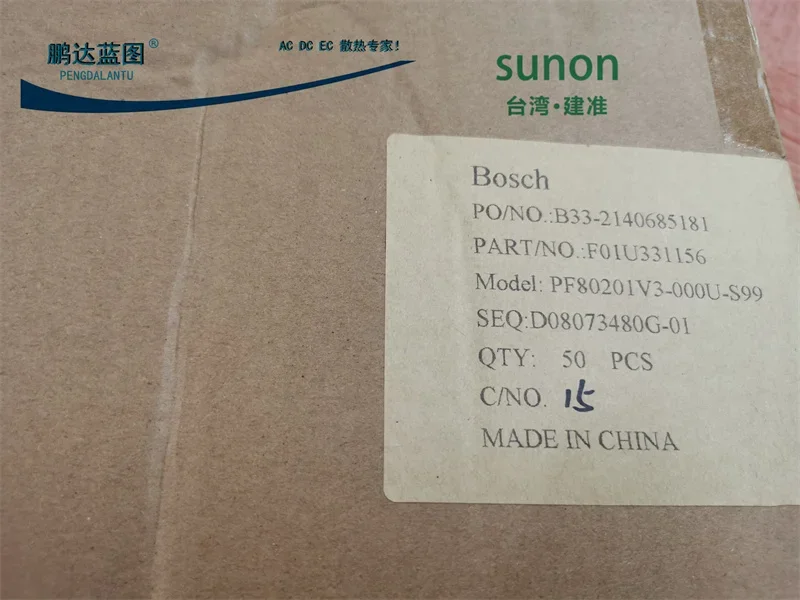 鹏达蓝图®
PENGDALANTU
AC DC EC 散热专家!
sunon
台湾·建准
Bosch
PO/NO.:B33-2140685181
PART/NO.:F01U331156
Model: PF80201V3-000U-S99
SEQ:D08073480G-01
QTY: 50 PCS
C/NO. 15
MADE IN CHINA